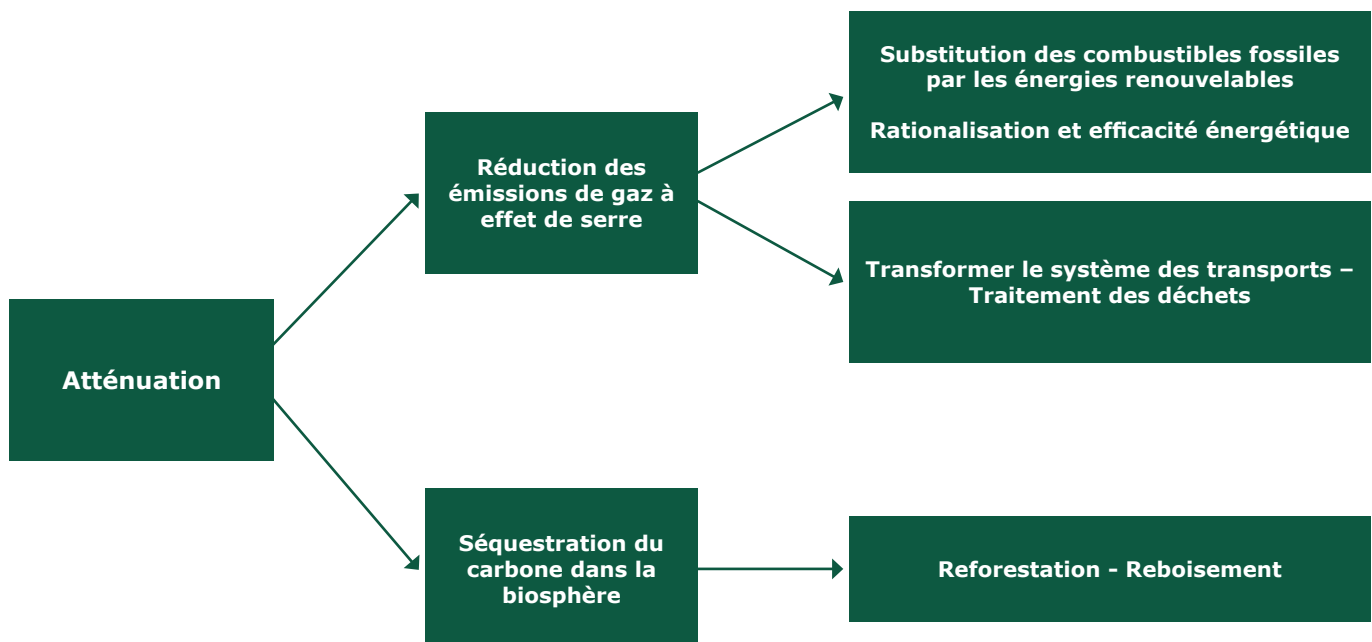 Atténuation
Réduction des
émissions de gaz à
effet de serre
Substitution des combustibles fossiles
par les énergies renouvelables
Rationalisation et efficacité énergétique
Transformer le système des transports –
Traitement des déchets
Séquestration du
carbone dans la
biosphère
Reforestation - Reboisement